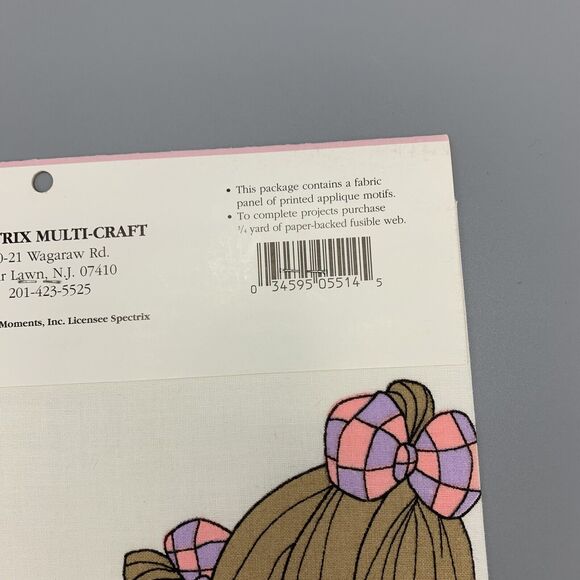 • This package contains a fabric
panel of printed applique motifs.
• To complete projects purchase
¾ yard of paper-backed fusible web.
TRIX MULTI-CRAFT
0-21 Wagaraw Rd.
ir Lawn, N.J. 07410
201-423-5525
Moments, Inc. Licensee Spectrix
0 34595 05514 5